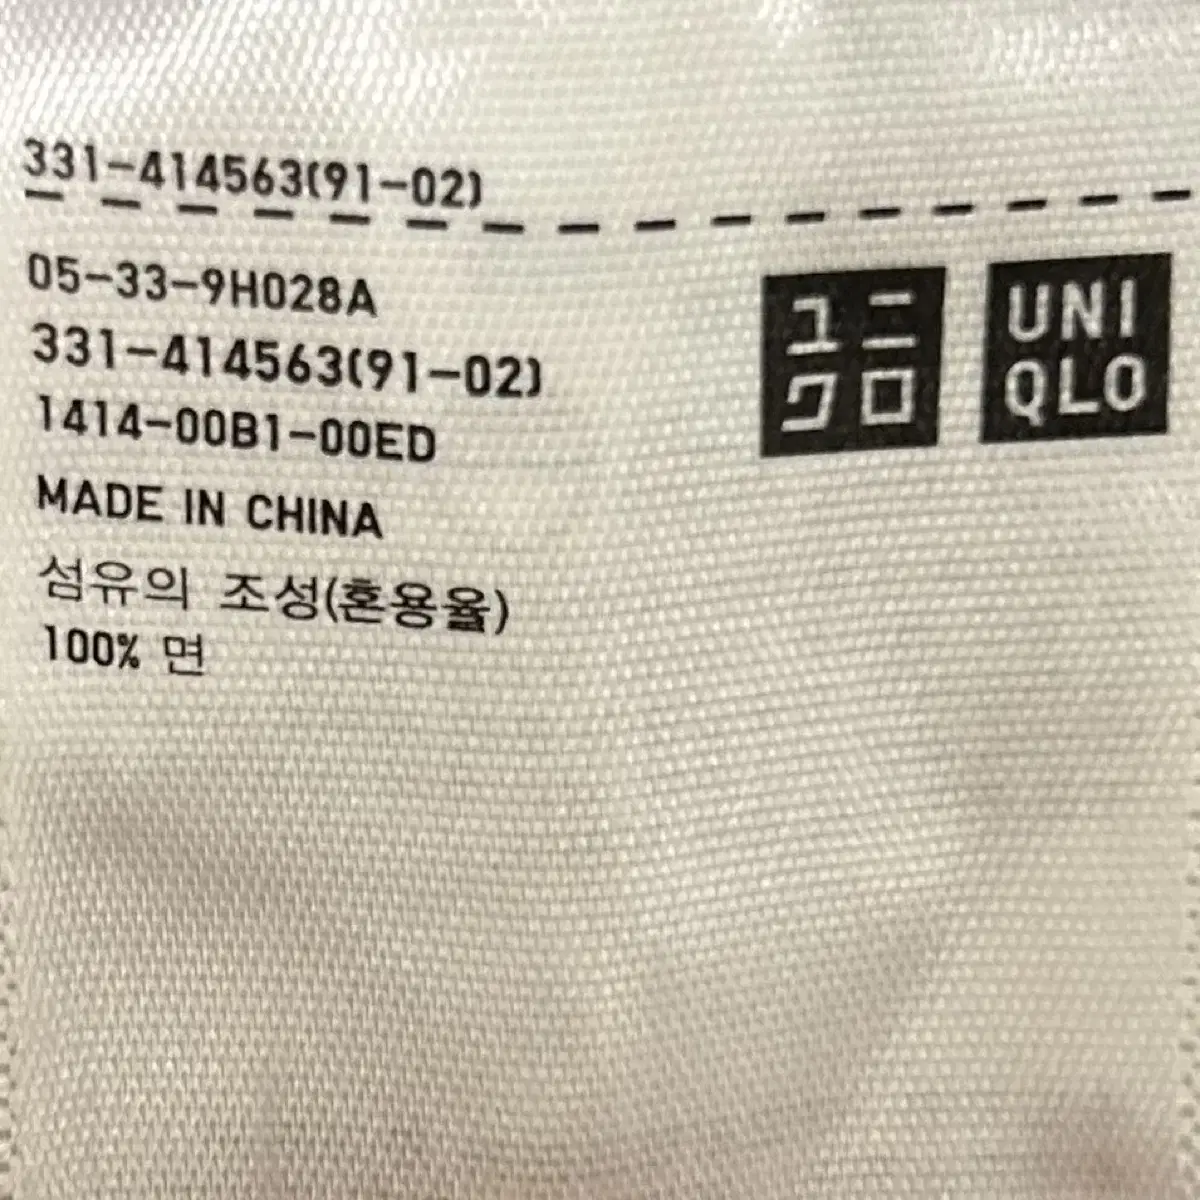 331-414563(91-02)
05-33-9H028A
331-414563(91-02)
1414-00B1-00ED
MADE IN CHINA
섬유의 조성(혼용율)
100% 면
ユニ
クロ
UNI
QLO